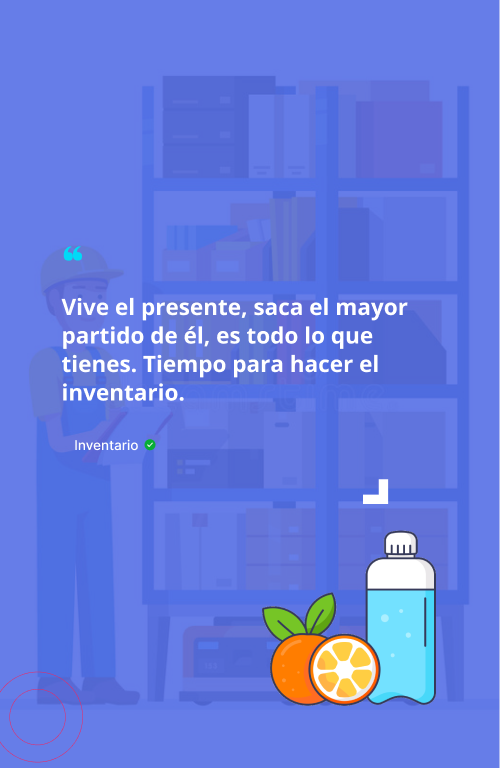 Vive el presente, saca el mayor
partido de él, es todo lo que
tienes. Tiempo para hacer el
inventario.
Inventario